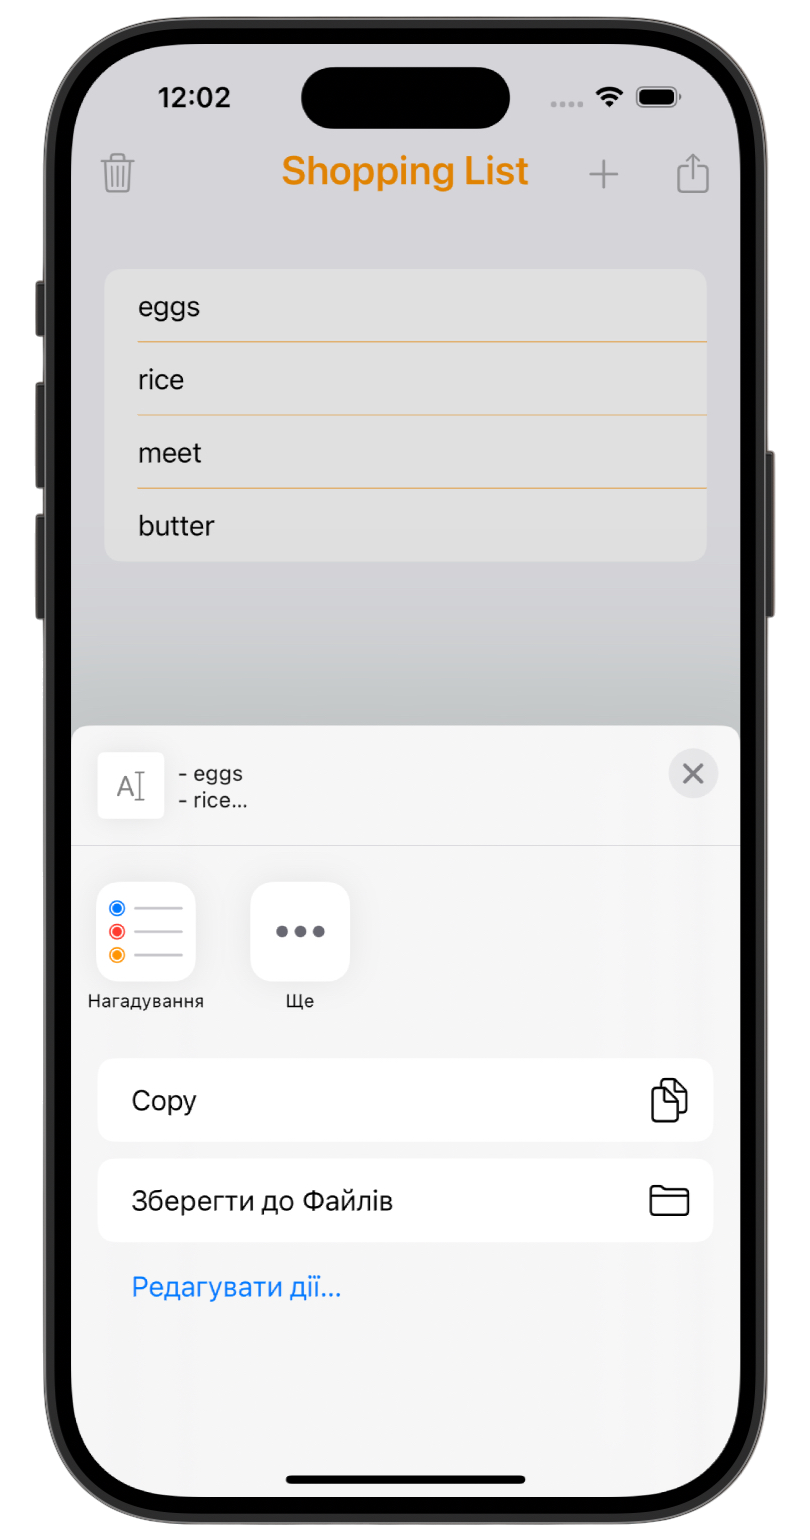 12:02
Shopping List
eggs
rice
meet
butter
A
- eggs
- rice...
Нагадування
Ще
Copy
Зберегти до Файлів
Редагувати дії...